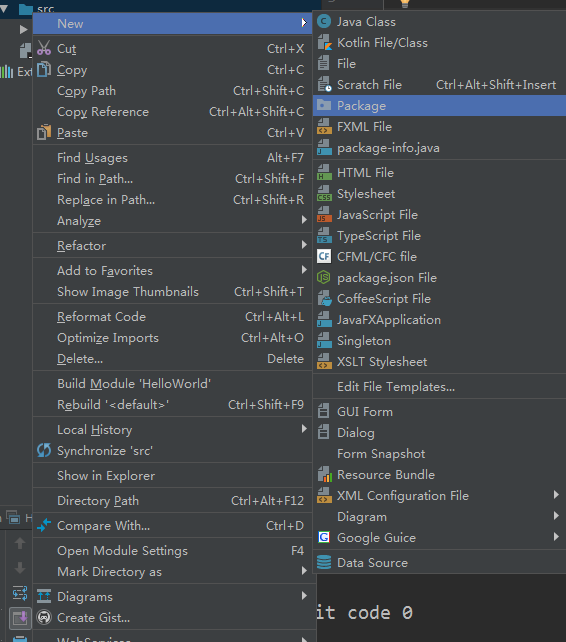 src
New
Cut Ctrl+X
Copy Ctrl+C
Copy Path Ctrl+Shift+C
Copy Reference Ctrl+Alt+Shift+C
Paste Ctrl+V
Find Usages Alt+F7
Find in Path... Ctrl+Shift+F
Replace in Path... Ctrl+Shift+R
Analyze
Refactor
Add to Favorites
Show Image Thumbnails Ctrl+Shift+T
Reformat Code Ctrl+Alt+L
Optimize Imports Ctrl+Alt+O
Delete... Delete
Build Module 'HelloWorld'
Rebuild '<default>' Ctrl+Shift+F9
Local History
Synchronize 'src'
Show in Explorer
Directory Path Ctrl+Alt+F12
Compare With... Ctrl+D
Open Module Settings F4
Mark Directory as
Diagrams
Create Gist...
WebServices
Java Class
Kotlin File/Class
File
Scratch File Ctrl+Alt+Shift+Insert
Package
FXML File
package-info.java
HTML File
Stylesheet
JavaScript File
TypeScript File
CFML/CFC file
package.json File
CoffeeScript File
JavaFXApplication
Singleton
XSLT Stylesheet
Edit File Templates...
GUI Form
Dialog
Form Snapshot
Resource Bundle
XML Configuration File
Diagram
Google Guice
Data Source
Ext
H
it code 0